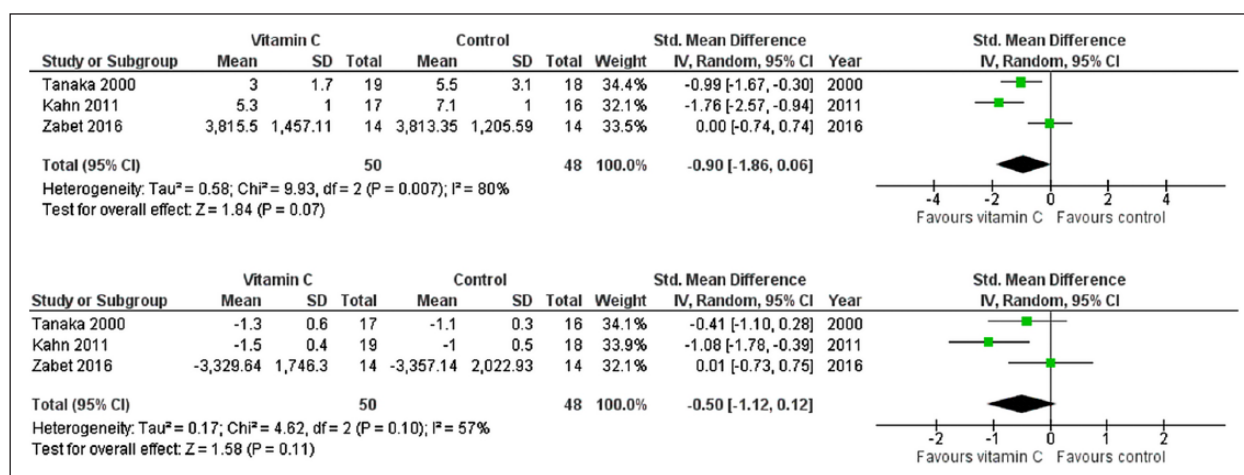 Vitamin C Control Std. Mean Difference Std. Mean Difference
Study or Subgroup Mean SD Total Mean SD Total Weight IV, Random, 95% CI Year IV, Random, 95% CI
Tanaka 2000 3 1.7 19 5.5 3.1 18 34.4% -0.99 [-1.67, -0.30] 2000
Kahn 2011 5.3 1 17 7.1 1 16 32.1% -1.76 [-2.57, -0.94] 2011
Zabet 2016 3,815.5 1,457.11 14 3,813.35 1,205.59 14 33.5% 0.00 [-0.74, 0.74] 2016
Total (95% CI) 50 48 100.0% -0.90 [-1.86, 0.06]
Heterogeneity: Tau² = 0.58; Chi² = 9.93, df = 2 (P = 0.007); I² = 80%
Test for overall effect: Z = 1.84 (P = 0.07)
-4 -2 0 2 4
Favours vitamin C Favours control
Vitamin C Control Std. Mean Difference Std. Mean Difference
Study or Subgroup Mean SD Total Mean SD Total Weight IV, Random, 95% CI Year IV, Random, 95% CI
Tanaka 2000 -1.3 0.6 17 -1.1 0.3 16 34.1% -0.41 [-1.10, 0.28] 2000
Kahn 2011 -1.5 0.4 19 -1 0.5 18 33.9% -1.08 [-1.78, -0.39] 2011
Zabet 2016 -3,329.64 1,746.3 14 -3,357.14 2,022.93 14 32.1% 0.01 [-0.73, 0.75] 2016
Total (95% CI) 50 48 100.0% -0.50 [-1.12, 0.12]
Heterogeneity: Tau² = 0.17; Chi² = 4.62, df = 2 (P = 0.10); I² = 57%
Test for overall effect: Z = 1.58 (P = 0.11)
-2 -1 0 1 2
Favours vitamin C Favours control